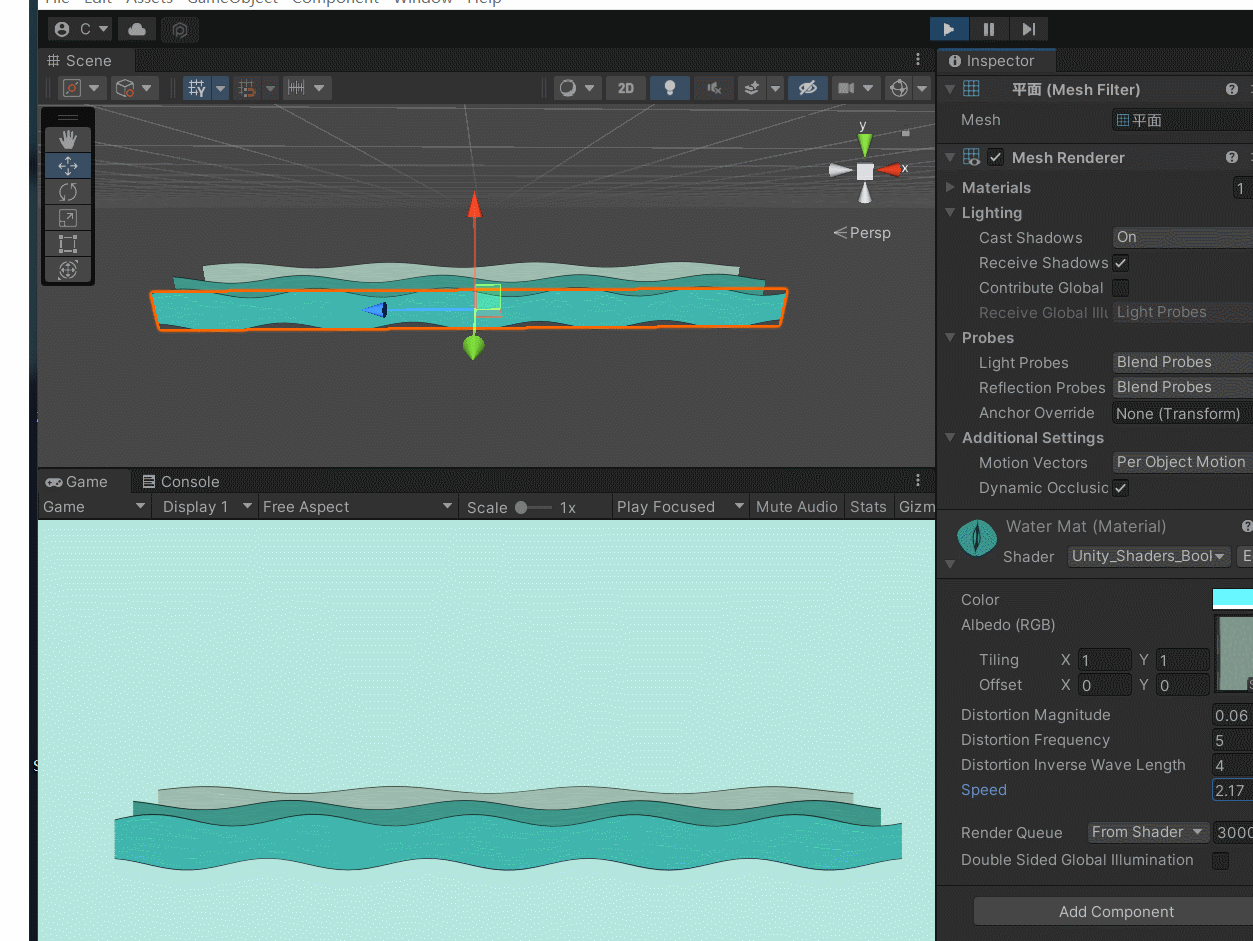 File Edit Assets GameObject Component Window Help
C
Scene
Inspector
2D
平面 (Mesh Filter)
Mesh
平面
y
x
Persp
Mesh Renderer
Materials
1
Lighting
Cast Shadows
On
Receive Shadows
Contribute Global
Receive Global Illu
Light Probes
Probes
Light Probes
Blend Probes
Reflection Probes
Blend Probes
Anchor Override
None (Transform)
Additional Settings
Motion Vectors
Per Object Motion
Dynamic Occlusic
Game
Console
Game
Display 1
Free Aspect
Scale
1x
Play Focused
Mute Audio
Stats
Gizm
Water Mat (Material)
Shader
Unity_Shaders_Bool
E
Color
Albedo (RGB)
Tiling
X 1
Y 1
Offset
X 0
Y 0
S
Distortion Magnitude
0.06
Distortion Frequency
5
Distortion Inverse Wave Length
4
Speed
2.17
Render Queue
From Shader
3000
Double Sided Global Illumination
Add Component